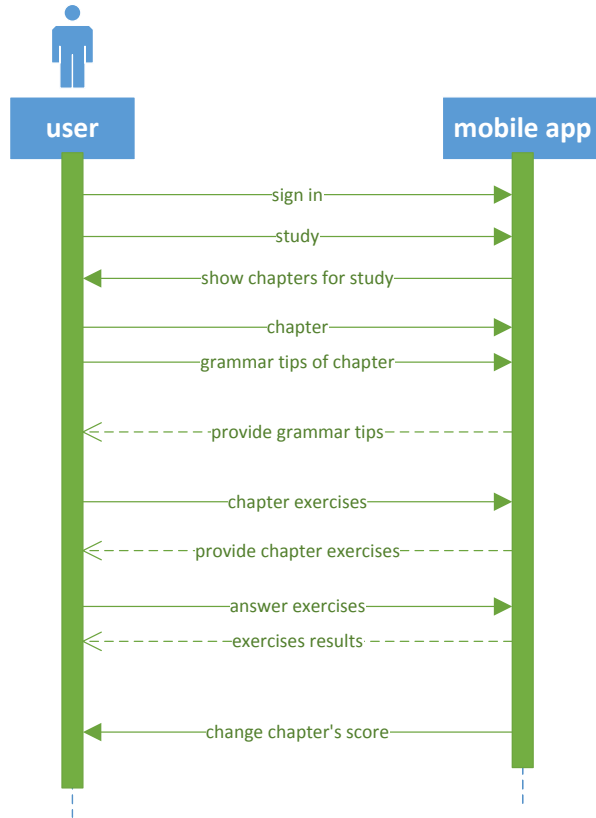 user
mobile app
sign in
study
show chapters for study
chapter
grammar tips of chapter
provide grammar tips
chapter exercises
provide chapter exercises
answer exercises
exercises results
change chapter's score